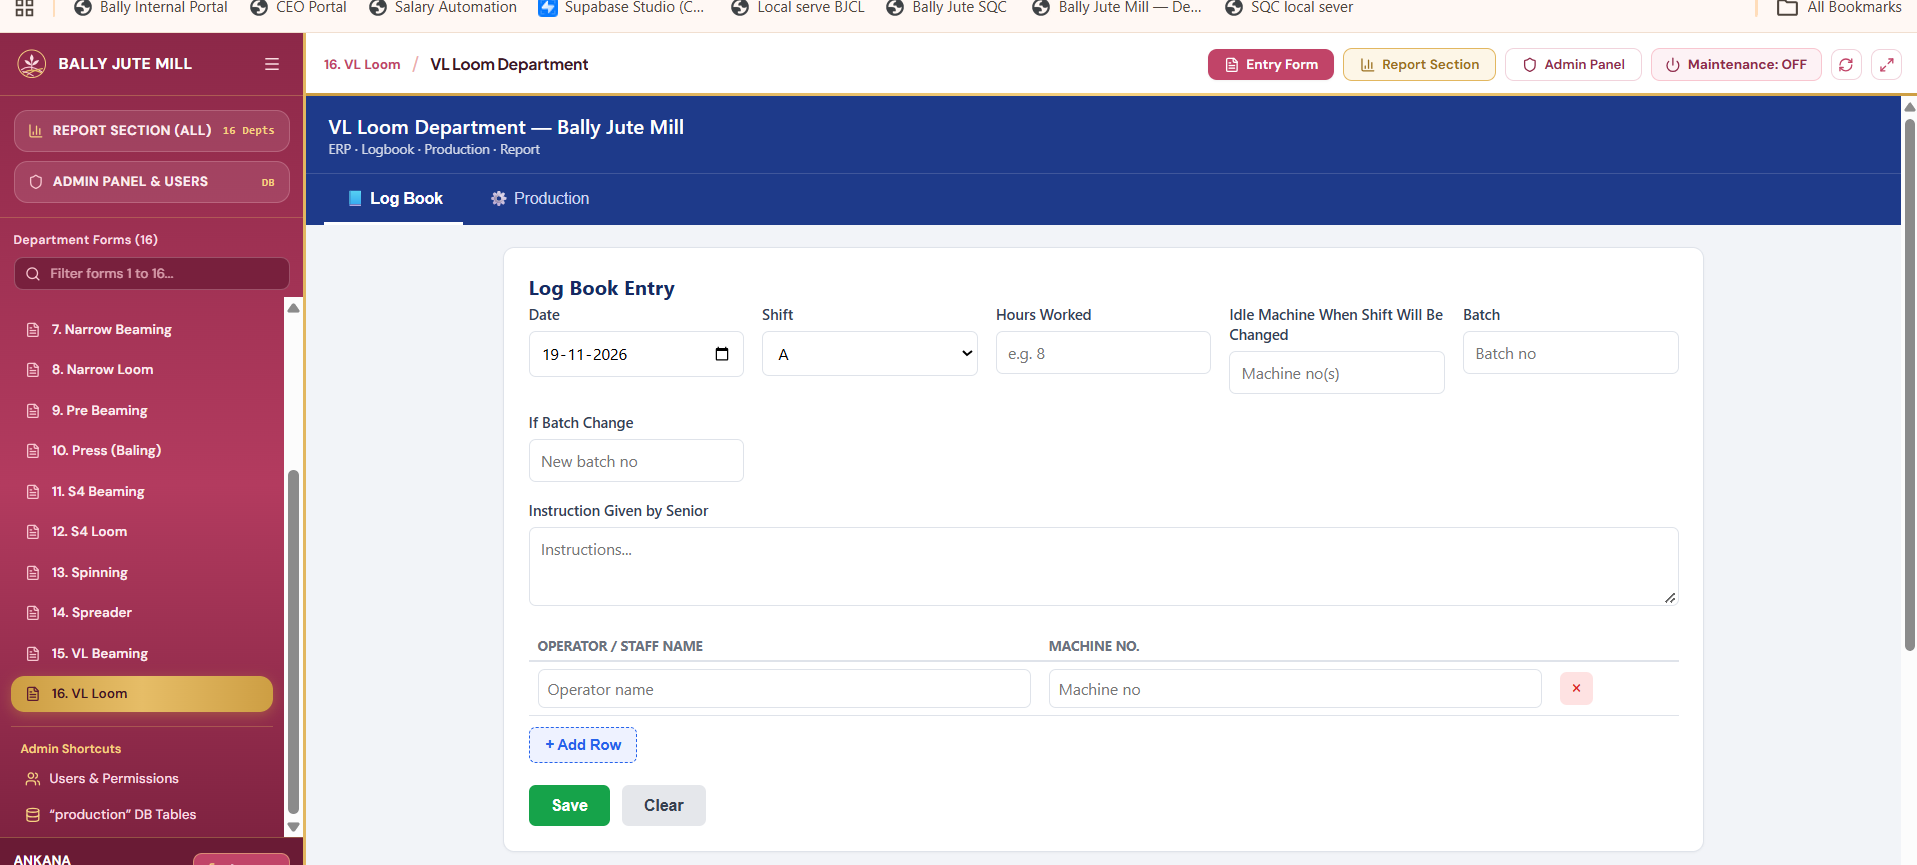 Bally Internal Portal
CEO Portal
Salary Automation
Supabase Studio (C...
Local serve BJCL
Bally Jute SQC
Bally Jute Mill — De...
SQC local sever
All Bookmarks
BALLY JUTE MILL
16. VL Loom / VL Loom Department
Entry Form
Report Section
Admin Panel
Maintenance: OFF
REPORT SECTION (ALL) 16 Depts
ADMIN PANEL & USERS DB
Department Forms (16)
Filter forms 1 to 16...
7. Narrow Beaming
8. Narrow Loom
9. Pre Beaming
10. Press (Baling)
11. S4 Beaming
12. S4 Loom
13. Spinning
14. Spreader
15. VL Beaming
16. VL Loom
Admin Shortcuts
Users & Permissions
“production” DB Tables
ANKANA
VL Loom Department — Bally Jute Mill
ERP · Logbook · Production · Report
Log Book
Production
Log Book Entry
Date
19-11-2026
Shift
A
Hours Worked
e.g. 8
Idle Machine When Shift Will Be
Changed
Machine no(s)
Batch
Batch no
If Batch Change
New batch no
Instruction Given by Senior
Instructions...
OPERATOR / STAFF NAME
MACHINE NO.
Operator name
Machine no
×
+ Add Row
Save
Clear